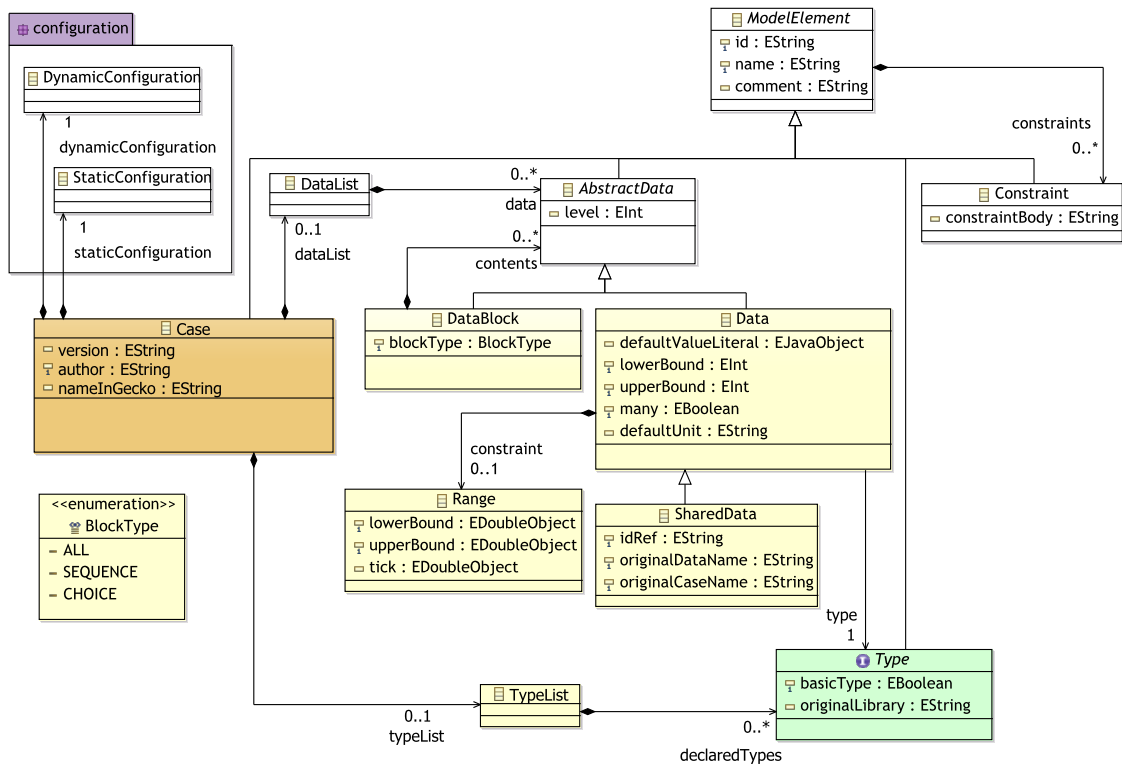 configuration
DynamicConfiguration
1
dynamicConfiguration
StaticConfiguration
1
staticConfiguration
ModelElement
id : EString
name : EString
comment : EString
constraints
0..*
Constraint
constraintBody : EString
DataList
0..*
data
0..1
dataList
AbstractData
level : EInt
0..*
contents
Case
version : EString
author : EString
nameInGecko : EString
DataBlock
blockType : BlockType
Data
defaultValueLiteral : EJavaObject
lowerBound : EInt
upperBound : EInt
many : EBoolean
defaultUnit : EString
constraint
0..1
Range
lowerBound : EDoubleObject
upperBound : EDoubleObject
tick : EDoubleObject
SharedData
idRef : EString
originalDataName : EString
originalCaseName : EString
<<enumeration>>
BlockType
ALL
SEQUENCE
CHOICE
type
1
Type
basicType : EBoolean
originalLibrary : EString
TypeList
0..1
typeList
0..*
declaredTypes